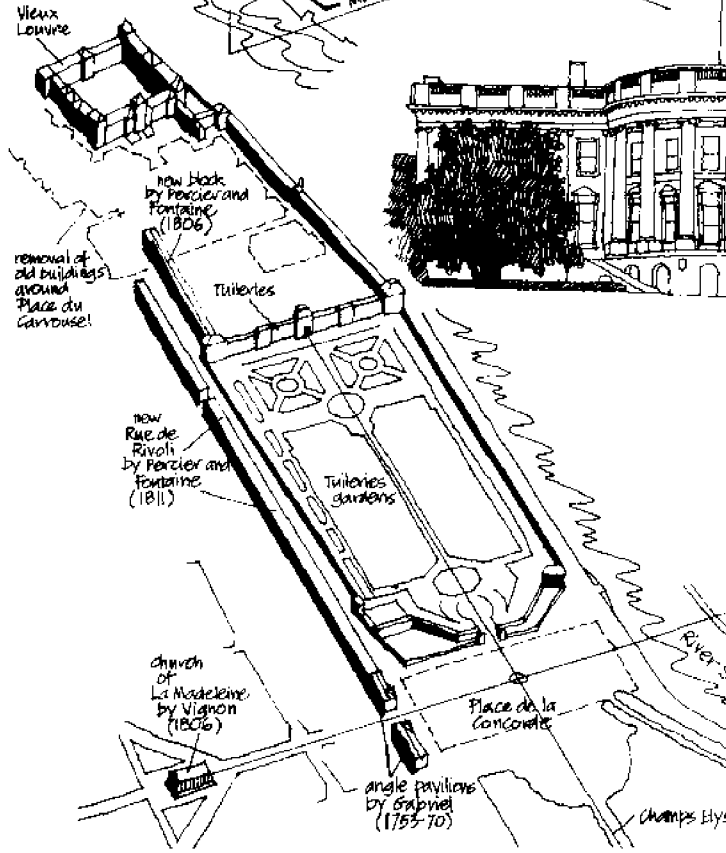 Vieux
Louvre
new block
by Percier and
Fontaine
(1806)
removal of
old buildings
around
Place du
Carrousel
Tuileries
new
Rue de
Rivoli
by Percier and
Fontaine
(1811)
Tuileries
gardens
church
of
La Madeleine
by Vignon
(1806)
River
Place de la
Concorde
angle pavilions
by Gabriel
(1753-70)
Champs Elys